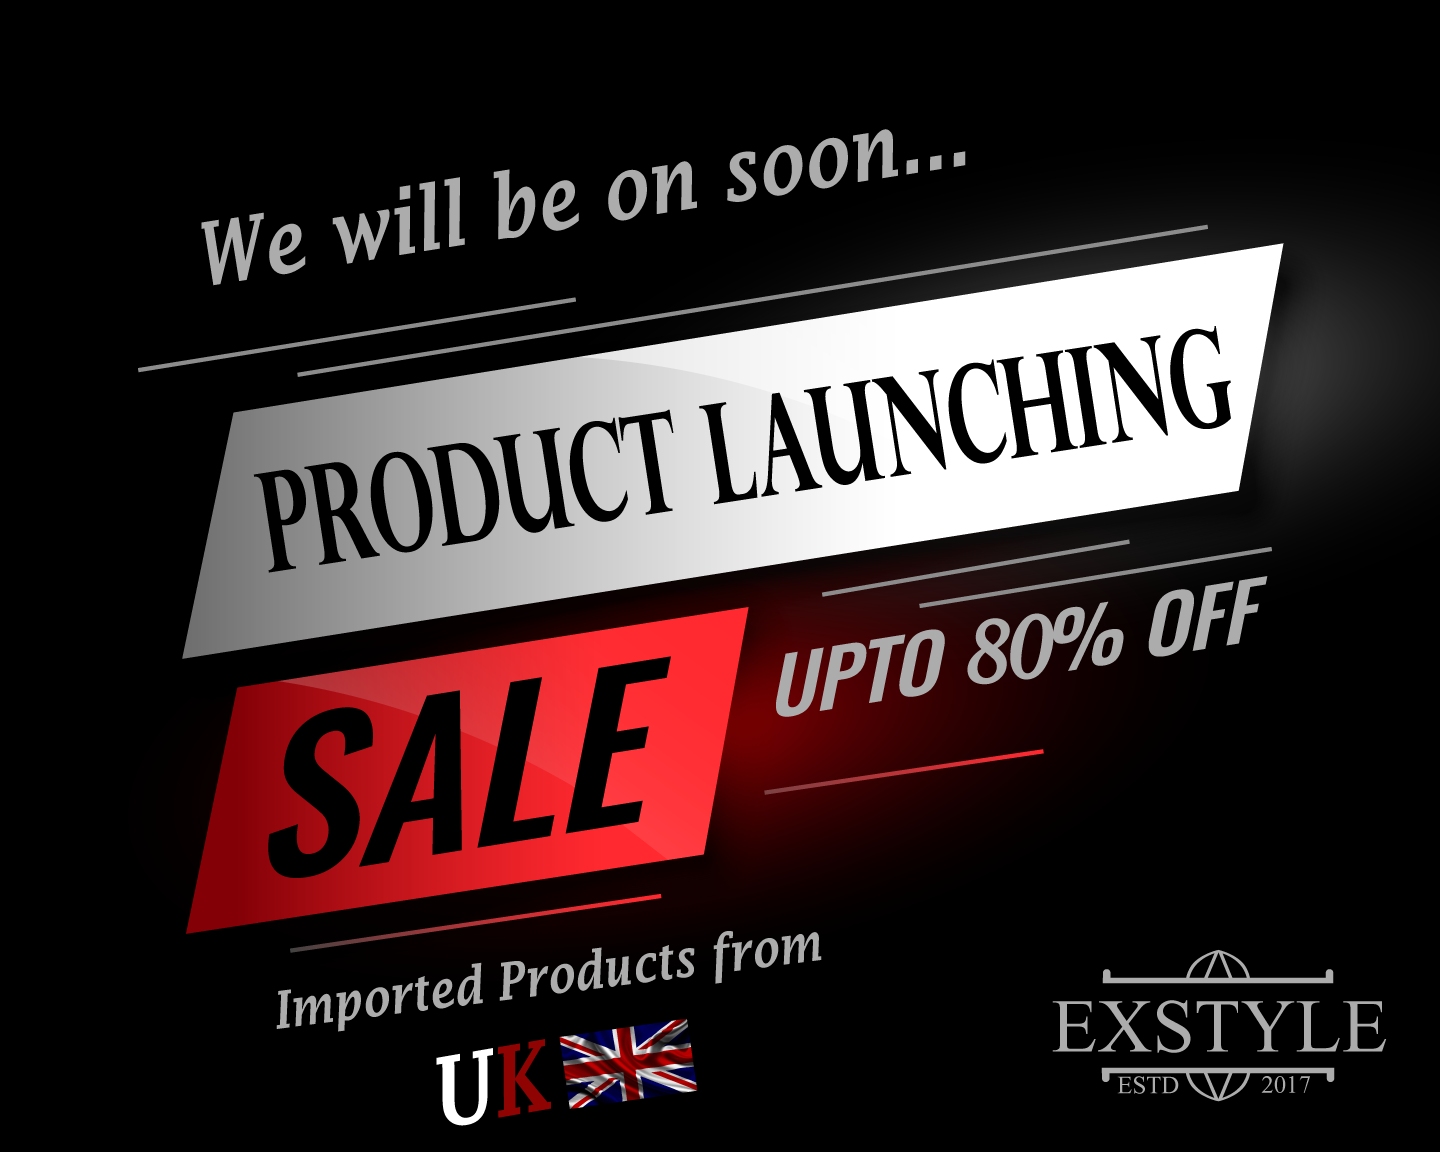 We will be on soon...
PRODUCT LAUNCHING
SALE
UPTO 80% OFF
Imported Products from
UK
EXSTYLE
ESTD 2017